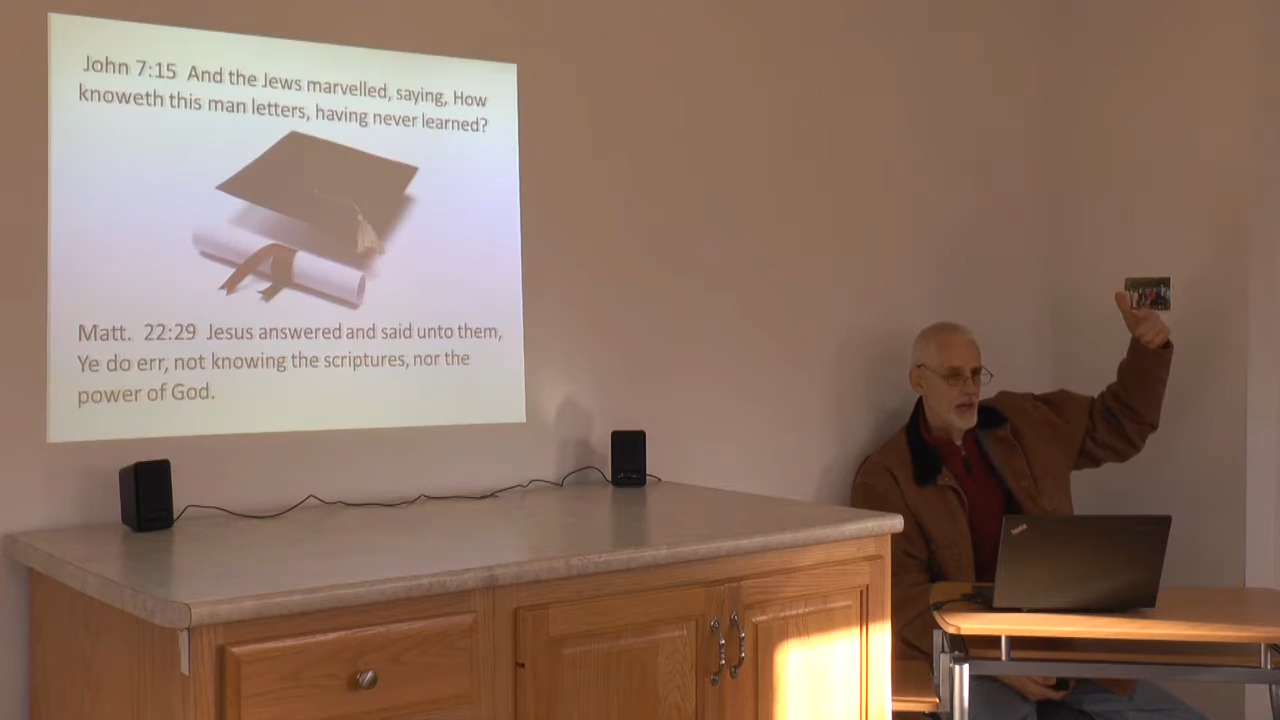 John 7:15 And the Jews marvelled, saying, How
knoweth this man letters, having never learned?
Matt. 22:29 Jesus answered and said unto them,
Ye do err, not knowing the scriptures, nor the
power of God.